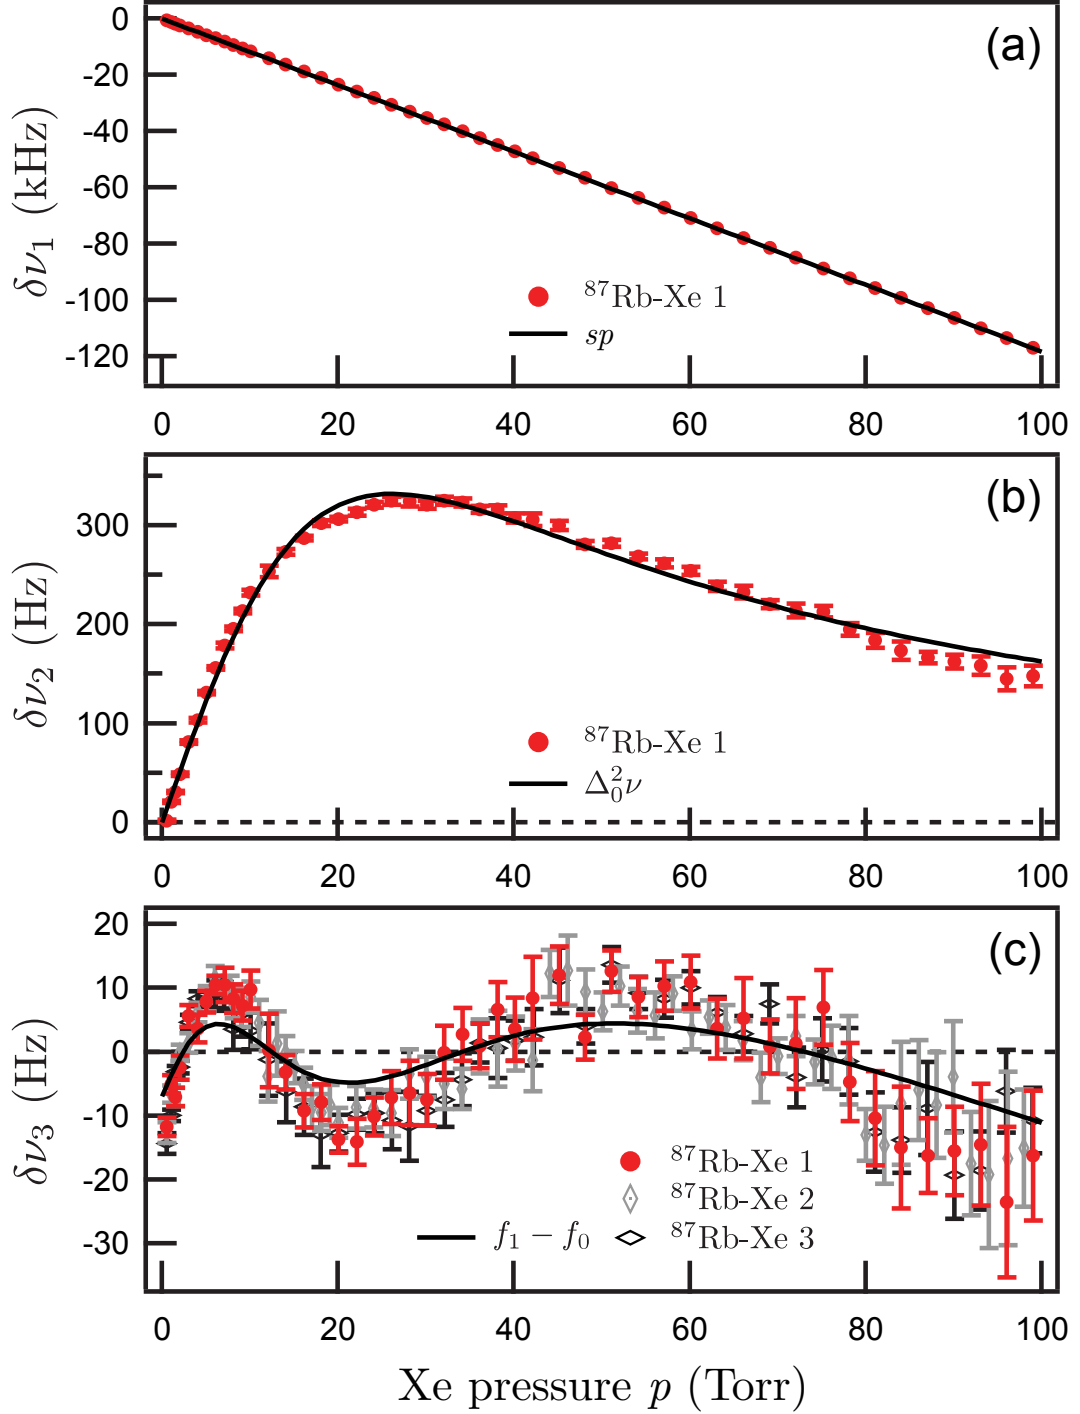 (a)
0
-20
-40
-60
-80
-100
-120
δν₁ (kHz)
⁸⁷Rb-Xe 1
sp
0 20 40 60 80 100
(b)
300
200
100
0
δν₂ (Hz)
⁸⁷Rb-Xe 1
Δ₀²ν
0 20 40 60 80 100
(c)
20
10
0
-10
-20
-30
δν₃ (Hz)
⁸⁷Rb-Xe 1
⁸⁷Rb-Xe 2
f₁ − f₀ ⁸⁷Rb-Xe 3
0 20 40 60 80 100
Xe pressure p (Torr)